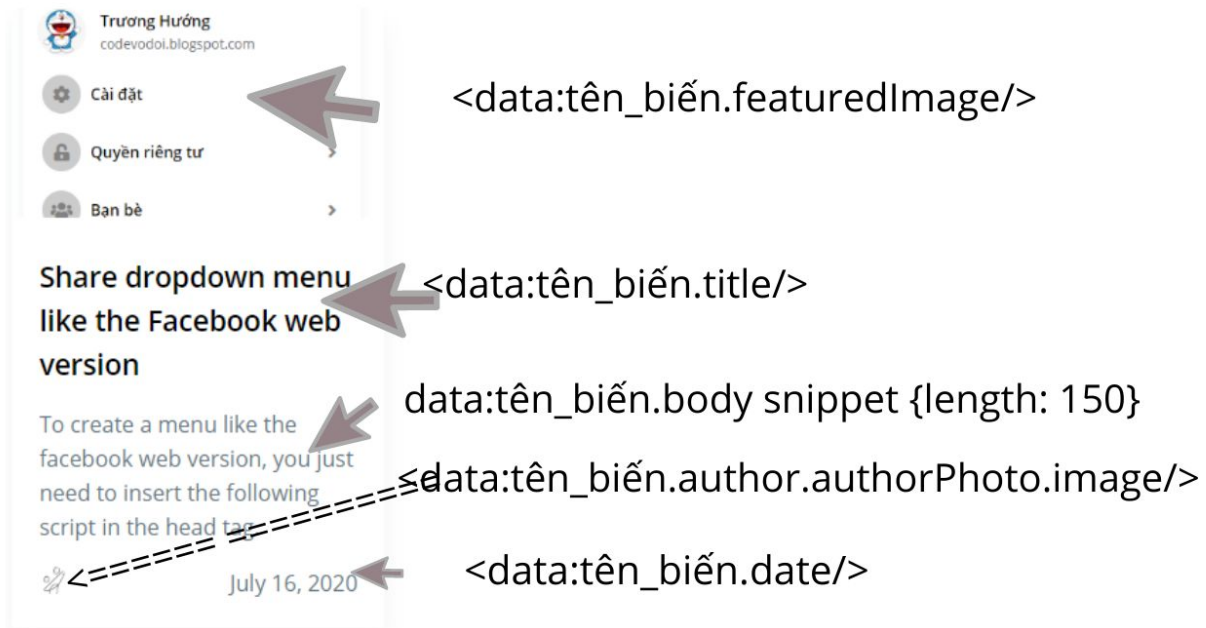 Trương Hướng
codevodoi.blogspot.com
Cài đặt
Quyền riêng tư
Bạn bè
<data:tên_biến.featuredImage/>
Share dropdown menu
like the Facebook web
version
<data:tên_biến.title/>
To create a menu like the
facebook web version, you just
need to insert the following
script in the head tag
data:tên_biến.body snippet {length: 150}
<data:tên_biến.author.authorPhoto.image/>
July 16, 2020
<data:tên_biến.date/>